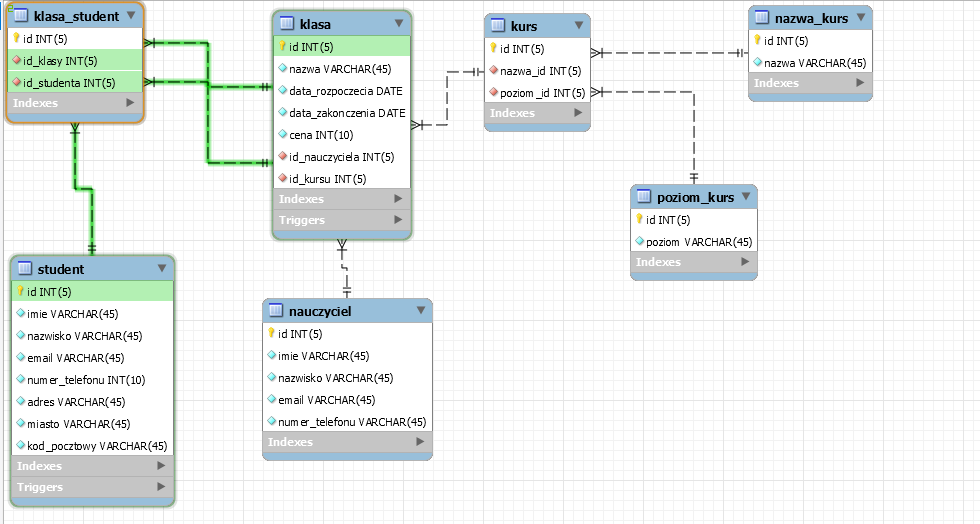 klasa_student
id INT(5)
id_klasy INT(5)
id_studenta INT(5)
Indexes
klasa
id INT(5)
nazwa VARCHAR(45)
data_rozpoczecia DATE
data_zakonczenia DATE
cena INT(10)
id_nauczyciela INT(5)
id_kursu INT(5)
Indexes
Triggers
kurs
id INT(5)
nazwa_id INT(5)
poziom_id INT(5)
Indexes
nazwa_kurs
id INT(5)
nazwa VARCHAR(45)
Indexes
poziom_kurs
id INT(5)
poziom VARCHAR(45)
Indexes
student
id INT(5)
imie VARCHAR(45)
nazwisko VARCHAR(45)
email VARCHAR(45)
numer_telefonu INT(10)
adres VARCHAR(45)
miasto VARCHAR(45)
kod_pocztowy VARCHAR(45)
Indexes
Triggers
nauczyciel
id INT(5)
imie VARCHAR(45)
nazwisko VARCHAR(45)
email VARCHAR(45)
numer_telefonu VARCHAR(45)
Indexes